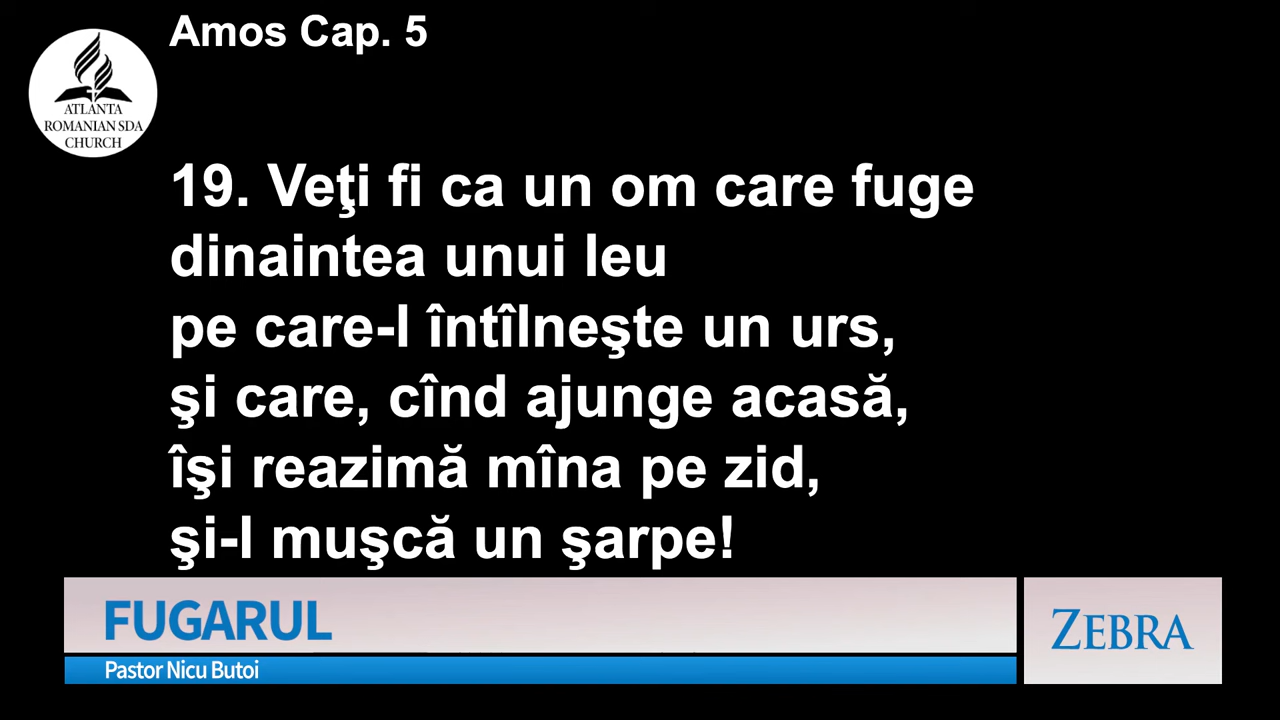 Amos Cap. 5
ATLANTA
ROMANIAN SDA
CHURCH
19. Veţi fi ca un om care fuge
dinaintea unui leu
pe care-l întîlneşte un urs,
şi care, cînd ajunge acasă,
îşi reazimă mîna pe zid,
şi-l muşcă un şarpe!
FUGARUL
Pastor Nicu Butoi
ZEBRA